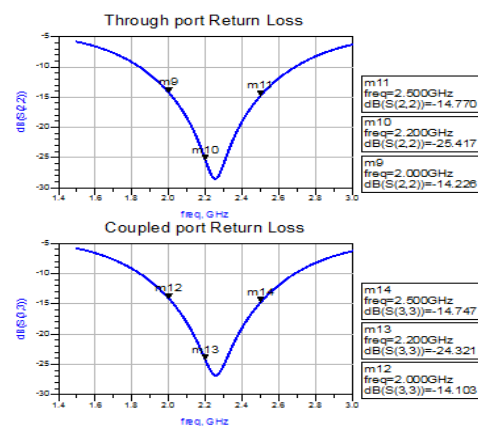 Through port Return Loss
-5
-10
-15
-20
-25
-30
dB(S(2,2))
m9
m11
m10
1.4 1.6 1.8 2.0 2.2 2.4 2.6 2.8 3.0
freq, GHz
m11
freq=2.500GHz
dB(S(2,2))=-14.770
m10
freq=2.200GHz
dB(S(2,2))=-25.417
m9
freq=2.000GHz
dB(S(2,2))=-14.226
Coupled port Return Loss
-5
-10
-15
-20
-25
-30
dB(S(3,3))
m12
m14
m13
1.4 1.6 1.8 2.0 2.2 2.4 2.6 2.8 3.0
freq, GHz
m14
freq=2.500GHz
dB(S(3,3))=-14.747
m13
freq=2.200GHz
dB(S(3,3))=-24.321
m12
freq=2.000GHz
dB(S(3,3))=-14.103